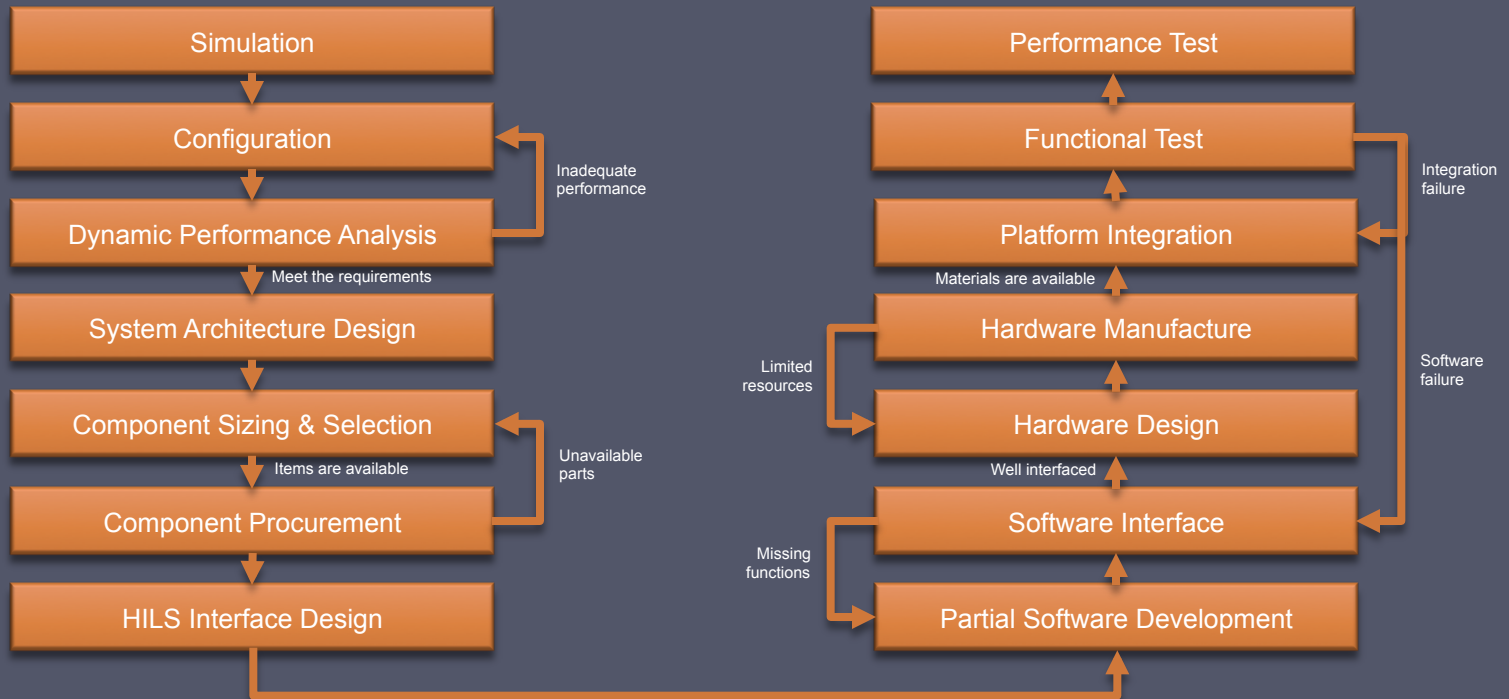 Simulation
Configuration
Inadequate
performance
Dynamic Performance Analysis
Meet the requirements
System Architecture Design
Component Sizing & Selection
Items are available
Unavailable
parts
Component Procurement
HILS Interface Design
Performance Test
Functional Test
Integration
failure
Platform Integration
Materials are available
Hardware Manufacture
Limited
resources
Software
failure
Hardware Design
Well interfaced
Software Interface
Missing
functions
Partial Software Development